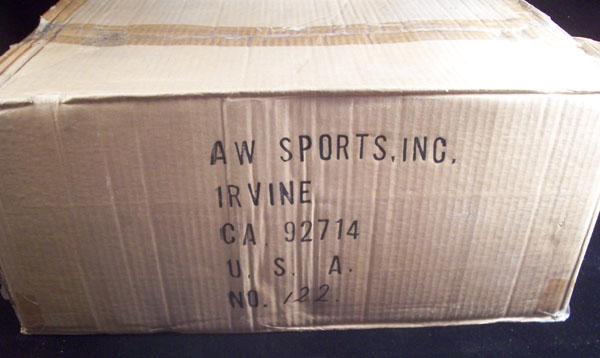 AW SPORTS, INC.
IRVINE
CA. 92714
U. S. A.
NO. 122.